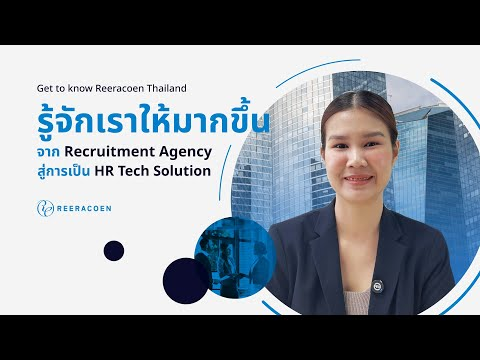 Get to know Reeracoen Thailand
รู้จักเราให้มากขึ้น
จาก Recruitment Agency
สู่การเป็น HR Tech Solution
REERACOEN